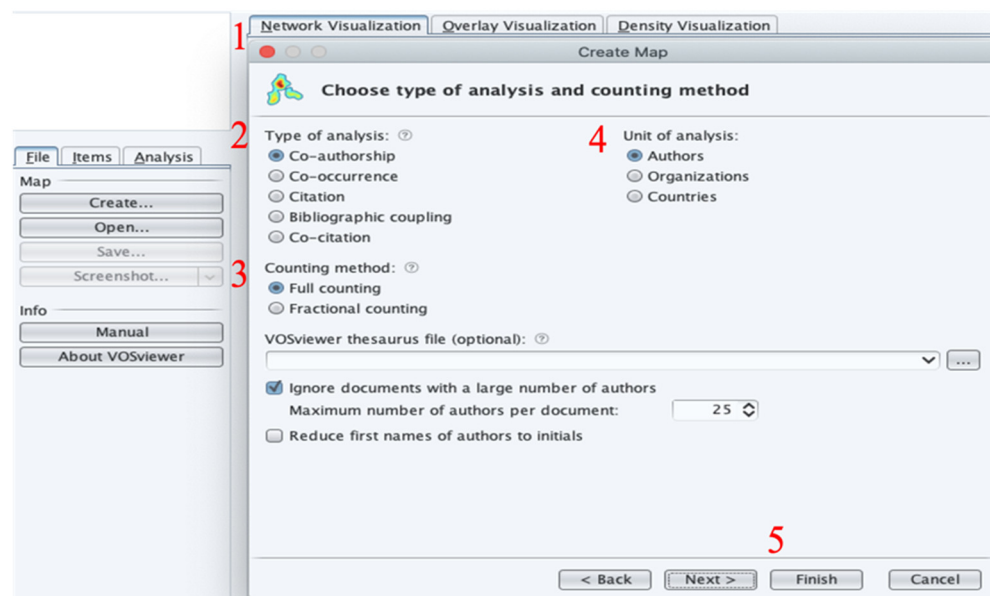 1
Network Visualization Overlay Visualization Density Visualization
Create Map
Choose type of analysis and counting method
2
Type of analysis: ?
Co-authorship
Co-occurrence
Citation
Bibliographic coupling
Co-citation
4
Unit of analysis:
Authors
Organizations
Countries
File Items Analysis
Map
Create...
Open...
Save...
Screenshot...
Info
Manual
About VOSviewer
3
Counting method: ?
Full counting
Fractional counting
VOSviewer thesaurus file (optional): ?
...
Ignore documents with a large number of authors
Maximum number of authors per document: 25
Reduce first names of authors to initials
5
< Back Next > Finish Cancel